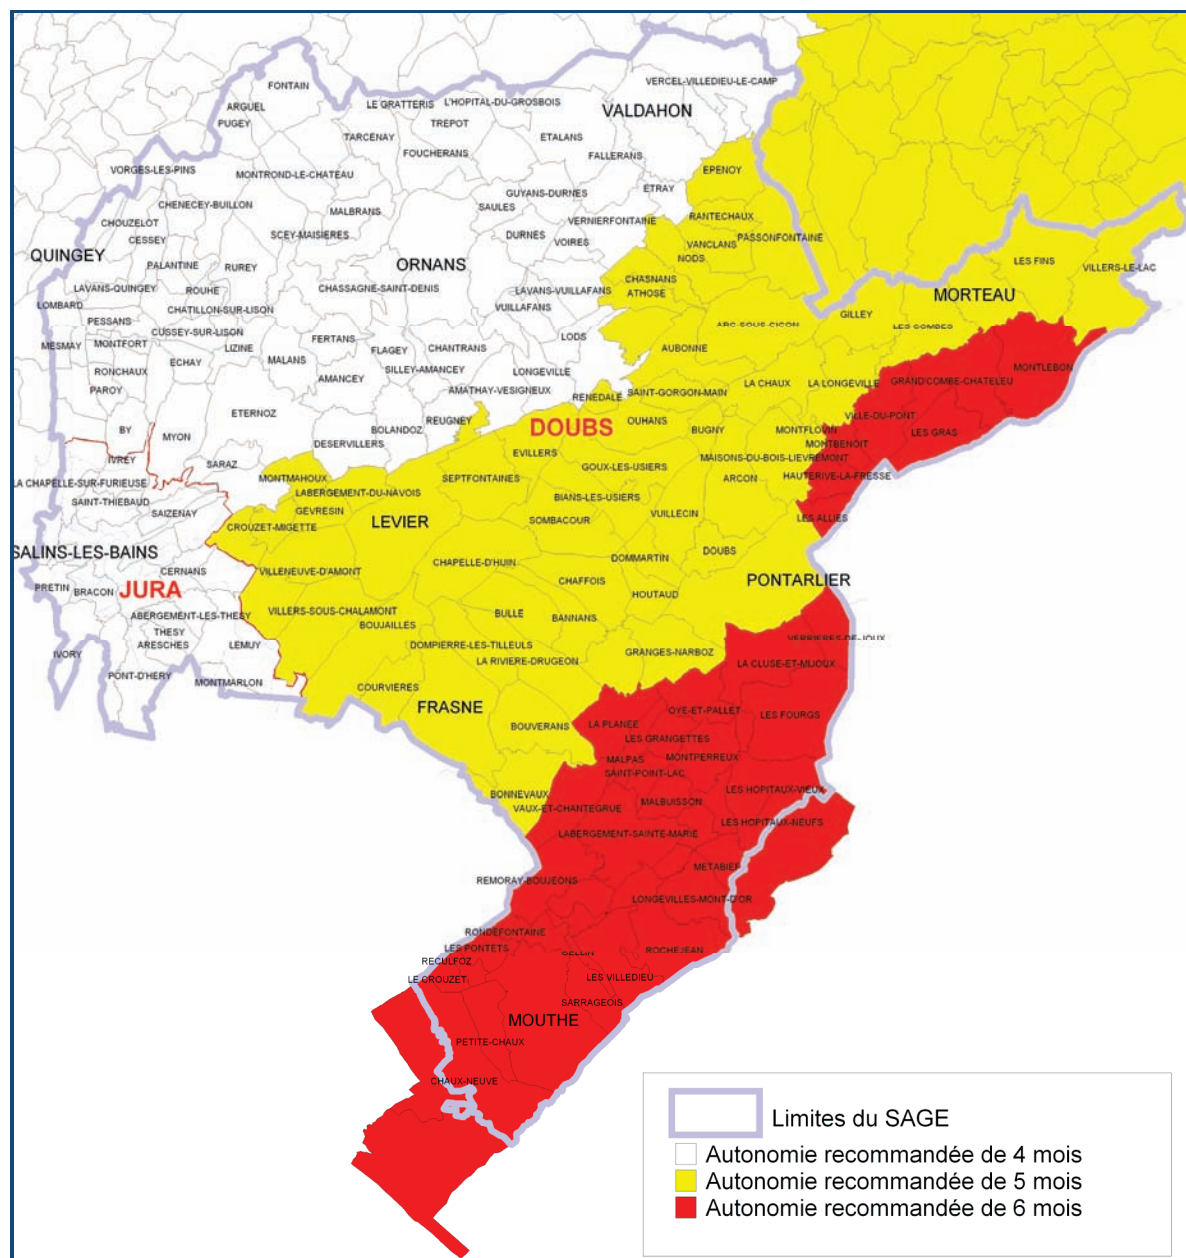 FONTAIN
VERCEL-VILLEDIEU-LE-CAMP
ARGUEL
LE GRATTERIS
L'HOPITAL-DU-GROSBOIS
VALDAHON
PUGEY
TREPOT
TARCENAY
ETALANS
FOUCHERANS
FALLERANS
VORGES-LES-PINS
EPENOY
MONTROND-LE-CHATEAU
ETRAY
GUYANS-DURNES
CHENECEY-BUILLON
SAULES
MALBRANS
RANTECHAUX
CHOUZELOT
VERNIERFONTAINE
CESSEY
SCEY-MAISIERES
DURNES
VOIRES
PASSONFONTAINE
VANCLANS
QUINGEY
NODS
LES FINS
PALANTINE
RUREY
ORNANS
VILLERS-LE-LAC
CHASNANS
LAVANS-QUINGEY
ROUHE
CHASSAGNE-SAINT-DENIS
LAVANS-VUILLAFANS
ATHOSE
MORTEAU
LOMBARD
CHATILLON-SUR-LISON
VUILLAFANS
GILLEY
PESSANS
ARC-SOUS-CICON
LES COMBES
CUSSEY-SUR-LISON
MESMAY
MONTFORT
FERTANS
LODS
LIZINE
FLAGEY
CHANTRANS
AUBONNE
ECHAY
MALANS
MONTLEBON
RONCHAUX
SILLEY-AMANCEY
LONGEVILLE
AMANCEY
GRAND'COMBE-CHATELEU
LA CHAUX
LA LONGEVILLE
PAROY
AMATHAY-VESIGNEUX
RENEDALE
SAINT-GORGON-MAIN
ETERNOZ
VILLE-DU-PONT
REUGNEY
DOUBS
OUHANS
BY
BOLANDOZ
BUGNY
MONTFLOVIN
LES GRAS
MYON
DESERVILLERS
MONTBENOIT
EVILLERS
IVREY
SARAZ
GOUX-LES-USIERS
MAISONS-DU-BOIS-LIEVREMONT
MONTMAHOUX
SEPTFONTAINES
ARCON
HAUTERIVE-LA-FRESSE
LA CHAPELLE-SUR-FURIEUSE
LABERGEMENT-DU-NAVOIS
BIANS-LES-USIERS
SAINT-THIEBAUD
GEVRESIN
SAIZENAY
VUILLECIN
LES ALLIES
LEVIER
SOMBACOUR
CROUZET-MIGETTE
SALINS-LES-BAINS
DOUBS
CHAPELLE-D'HUIN
DOMMARTIN
CERNANS
VILLENEUVE-D'AMONT
PONTARLIER
CHAFFOIS
PRETIN
BRACON
JURA
HOUTAUD
VILLERS-SOUS-CHALAMONT
BULLE
ABERGEMENT-LES-THESY
BANNANS
BOUJAILLES
THESY
VERRIERES-DE-JOUX
ARESCHES
LEMUY
DOMPIERRE-LES-TILLEULS
IVORY
GRANGES-NARBOZ
LA RIVIERE-DRUGEON
LA CLUSE-ET-MIJOUX
PONT-D'HERY
MONTMARLON
COURVIERES
FRASNE
OYE-ET-PALLET
LES FOURGS
BOUVERANS
LA PLANEE
LES GRANGETTES
MALPAS
MONTPERREUX
SAINT-POINT-LAC
LES HOPITAUX-VIEUX
BONNEVAUX
MALBUISSON
VAUX-ET-CHANTEGRUE
LES HOPITAUX-NEUFS
LABERGEMENT-SAINTE-MARIE
METABIEF
REMORAY-BOUJEONS
LONGEVILLES-MONT-D'OR
RONDEFONTAINE
LES PONTETS
ROCHEJEAN
RECULFOZ
LE CROUZET
LES VILLEDIEU
SARRAGEOIS
MOUTHE
PETITE-CHAUX
CHAUX-NEUVE
Limites du SAGE
Autonomie recommandée de 4 mois
Autonomie recommandée de 5 mois
Autonomie recommandée de 6 mois